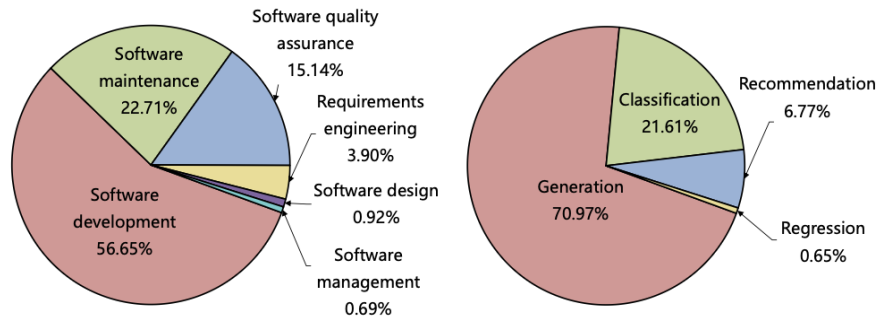 Software quality
assurance
15.14%
Software
maintenance
22.71%
Requirements
engineering
3.90%
Software design
0.92%
Software
development
56.65%
Software
management
0.69%
Classification
21.61%
Recommendation
6.77%
Generation
70.97%
Regression
0.65%